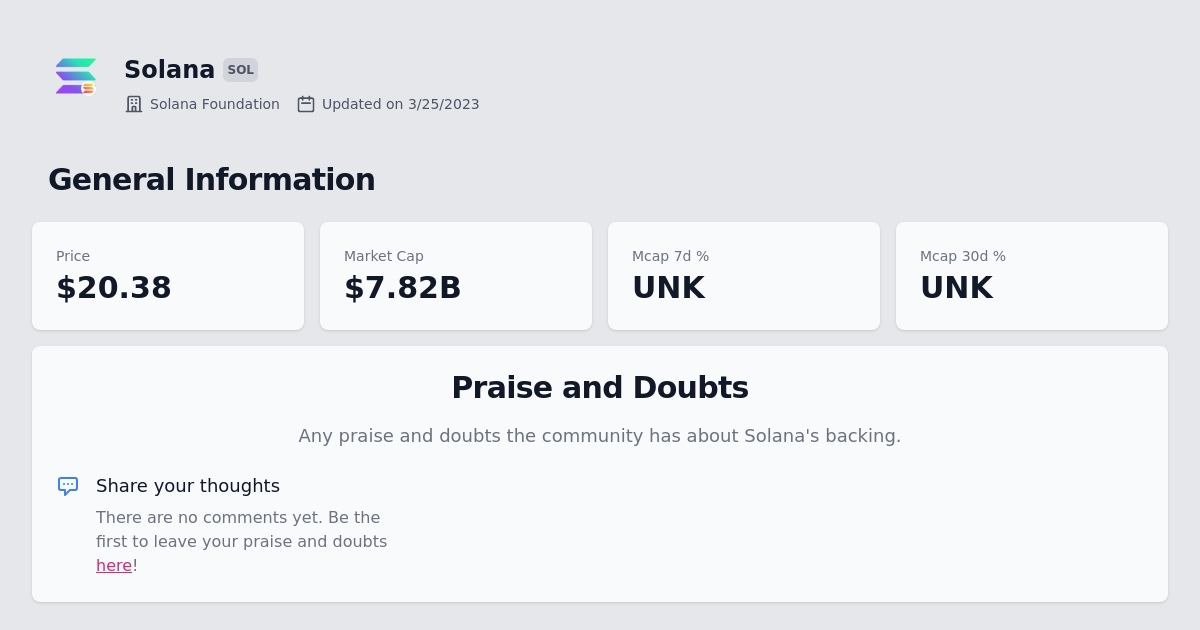 Solana SOL
Solana Foundation Updated on 3/25/2023
General Information
Price
$20.38
Market Cap
$7.82B
Mcap 7d %
UNK
Mcap 30d %
UNK
Praise and Doubts
Any praise and doubts the community has about Solana's backing.
Share your thoughts
There are no comments yet. Be the
first to leave your praise and doubts
here!